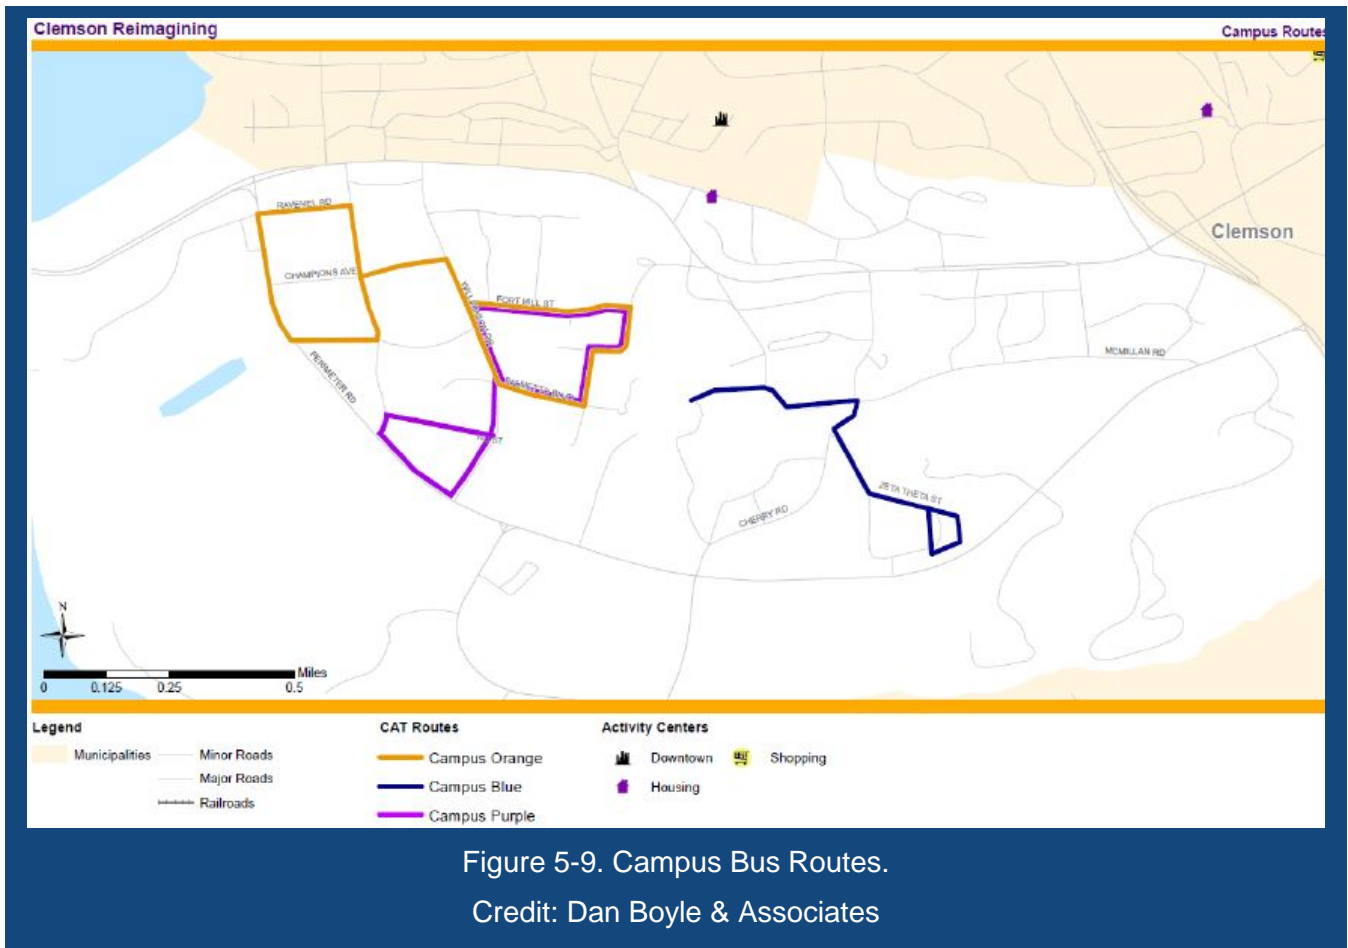 Clemson Reimagining
Campus Routes
Clemson
RAVENEL RD
CHAMPIONS AVE
FORT HILL ST
PERIMETER RD
MCMILLAN RD
ZETA THETA ST
CHERRY RD
N
Miles
0 0.125 0.25 0.5
Legend
Municipalities
Minor Roads
Major Roads
Railroads
CAT Routes
Campus Orange
Campus Blue
Campus Purple
Activity Centers
Downtown
Shopping
Housing
Figure 5-9. Campus Bus Routes.
Credit: Dan Boyle & Associates